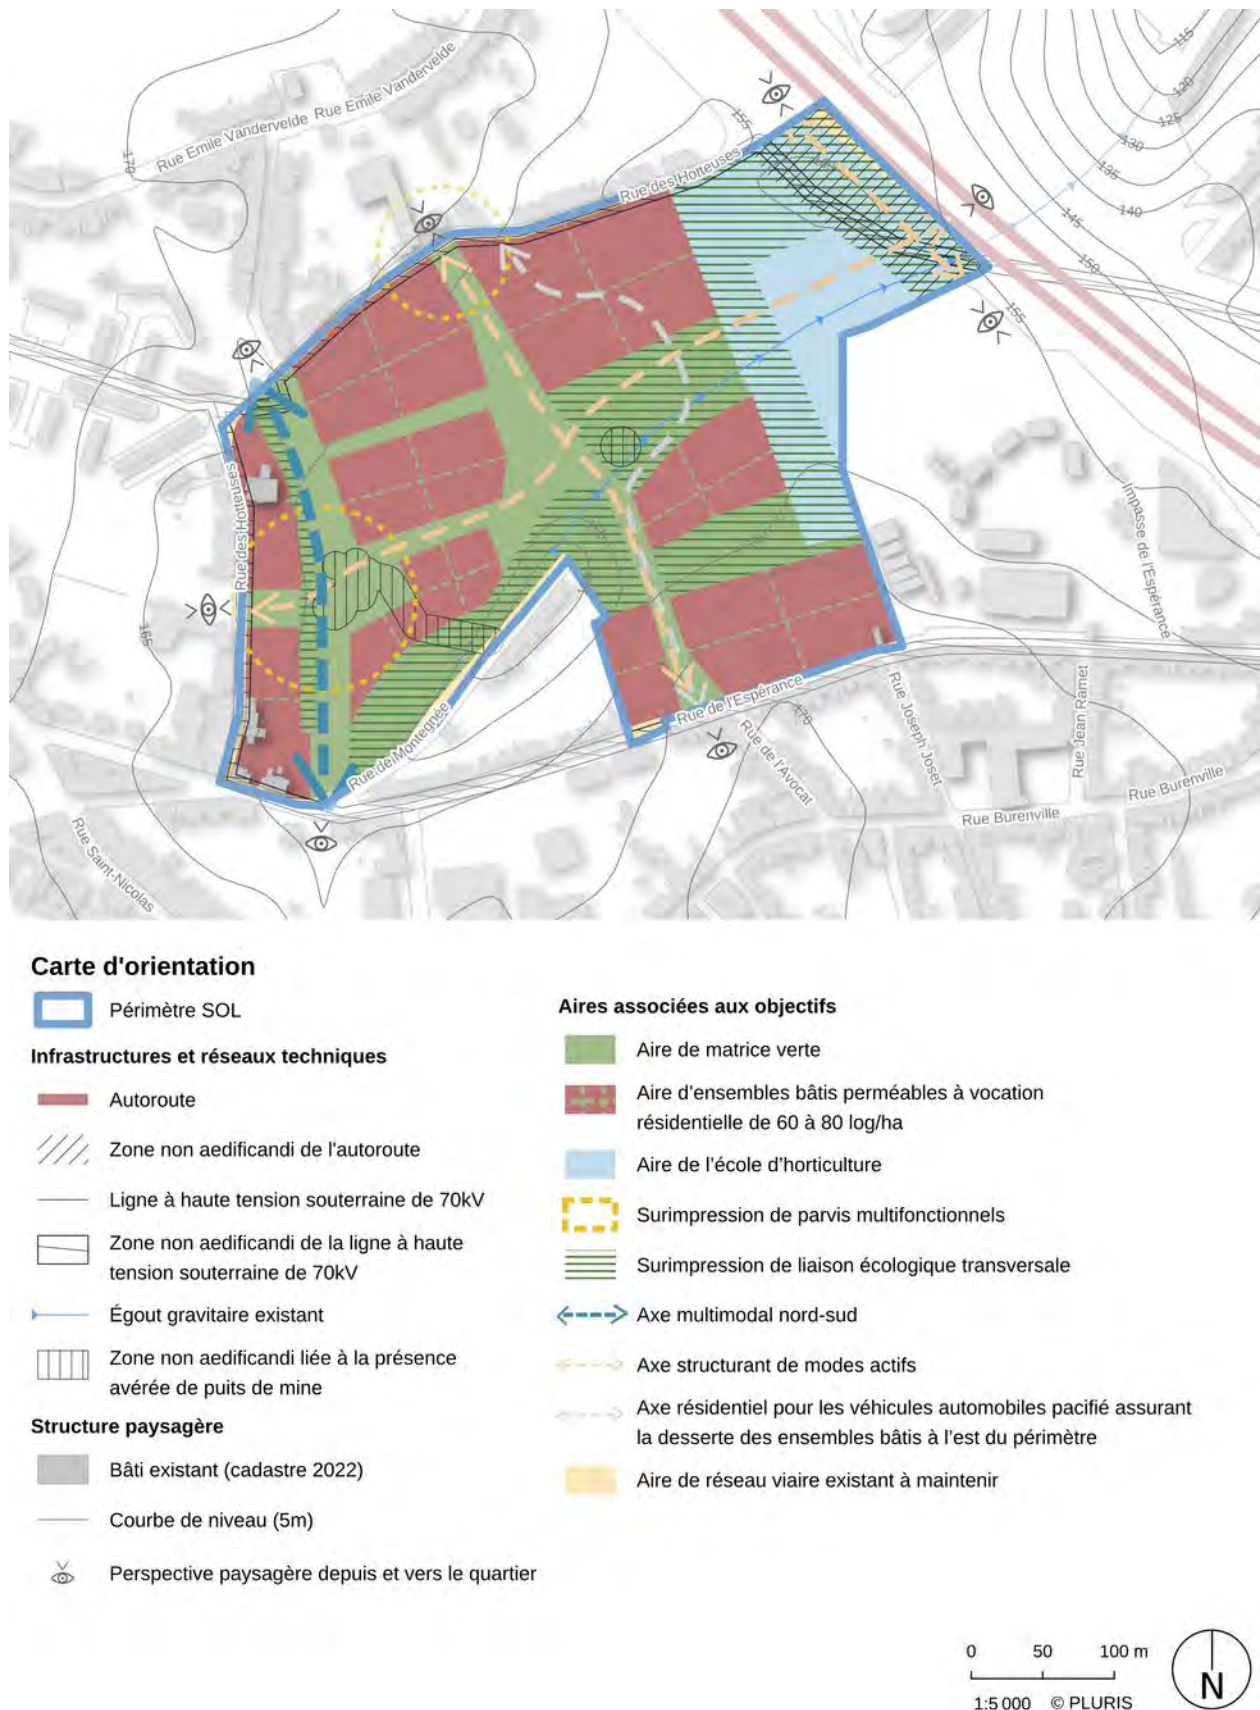 115
120
125
130
135
140
145
150
155
155
170
Rue Emile Vandervelde
Rue Emile Vandervelde
Rue des Hotteuses
Rue des Hotteuses
165
170
Rue de Montegnée
Rue de l'Espérance
Rue de l'Avocat
Rue Joseph Joset
Rue Jean Ramet
Impasse de l'Espérance
Rue Burenville
Rue Burenville
Rue Saint-Nicolas
Carte d'orientation
Périmètre SOL
Infrastructures et réseaux techniques
Autoroute
Zone non aedificandi de l'autoroute
Ligne à haute tension souterraine de 70kV
Zone non aedificandi de la ligne à haute
tension souterraine de 70kV
Égout gravitaire existant
Zone non aedificandi liée à la présence
avérée de puits de mine
Structure paysagère
Bâti existant (cadastre 2022)
Courbe de niveau (5m)
Perspective paysagère depuis et vers le quartier
Aires associées aux objectifs
Aire de matrice verte
Aire d'ensembles bâtis perméables à vocation
résidentielle de 60 à 80 log/ha
Aire de l'école d'horticulture
Surimpression de parvis multifonctionnels
Surimpression de liaison écologique transversale
Axe multimodal nord-sud
Axe structurant de modes actifs
Axe résidentiel pour les véhicules automobiles pacifié assurant
la desserte des ensembles bâtis à l'est du périmètre
Aire de réseau viaire existant à maintenir
0 50 100 m
1:5 000 © PLURIS
N